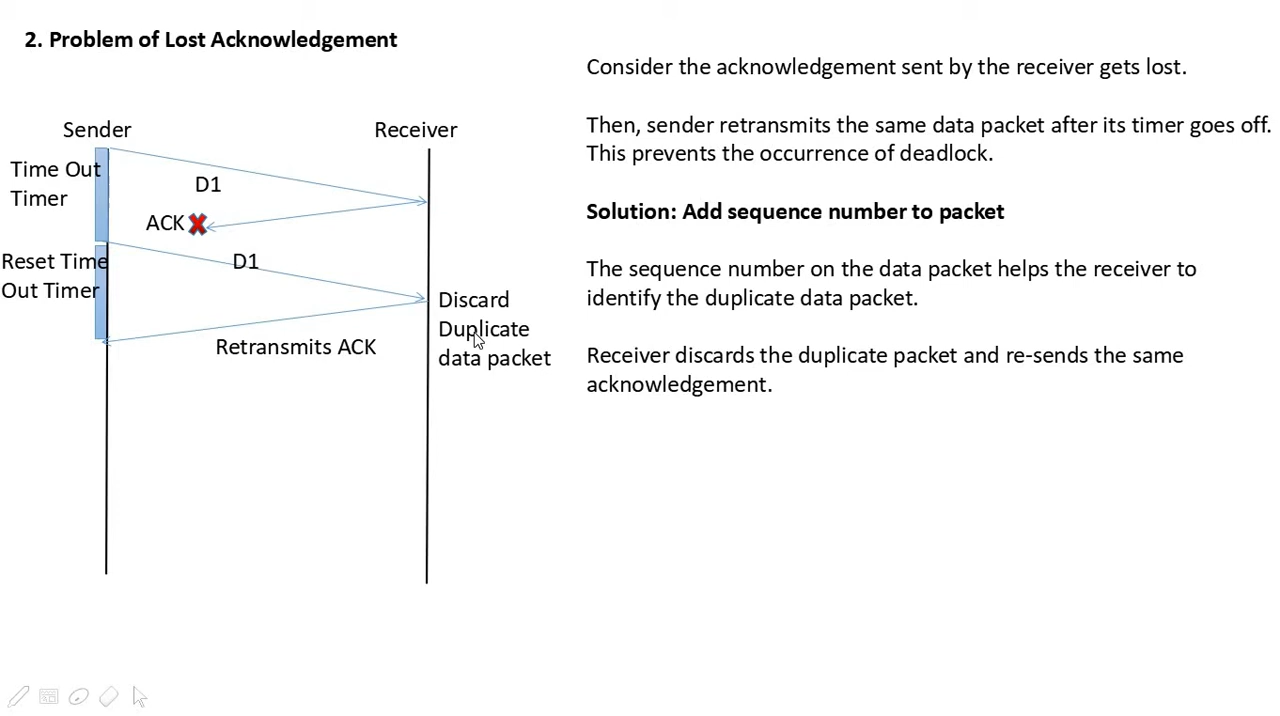 2. Problem of Lost Acknowledgement
Sender
Receiver
Time Out
Timer
D1
ACK
Reset Time
Out Timer
D1
Discard
Duplicate
data packet
Retransmits ACK
Consider the acknowledgement sent by the receiver gets lost.
Then, sender retransmits the same data packet after its timer goes off.
This prevents the occurrence of deadlock.
Solution: Add sequence number to packet
The sequence number on the data packet helps the receiver to
identify the duplicate data packet.
Receiver discards the duplicate packet and re-sends the same
acknowledgement.